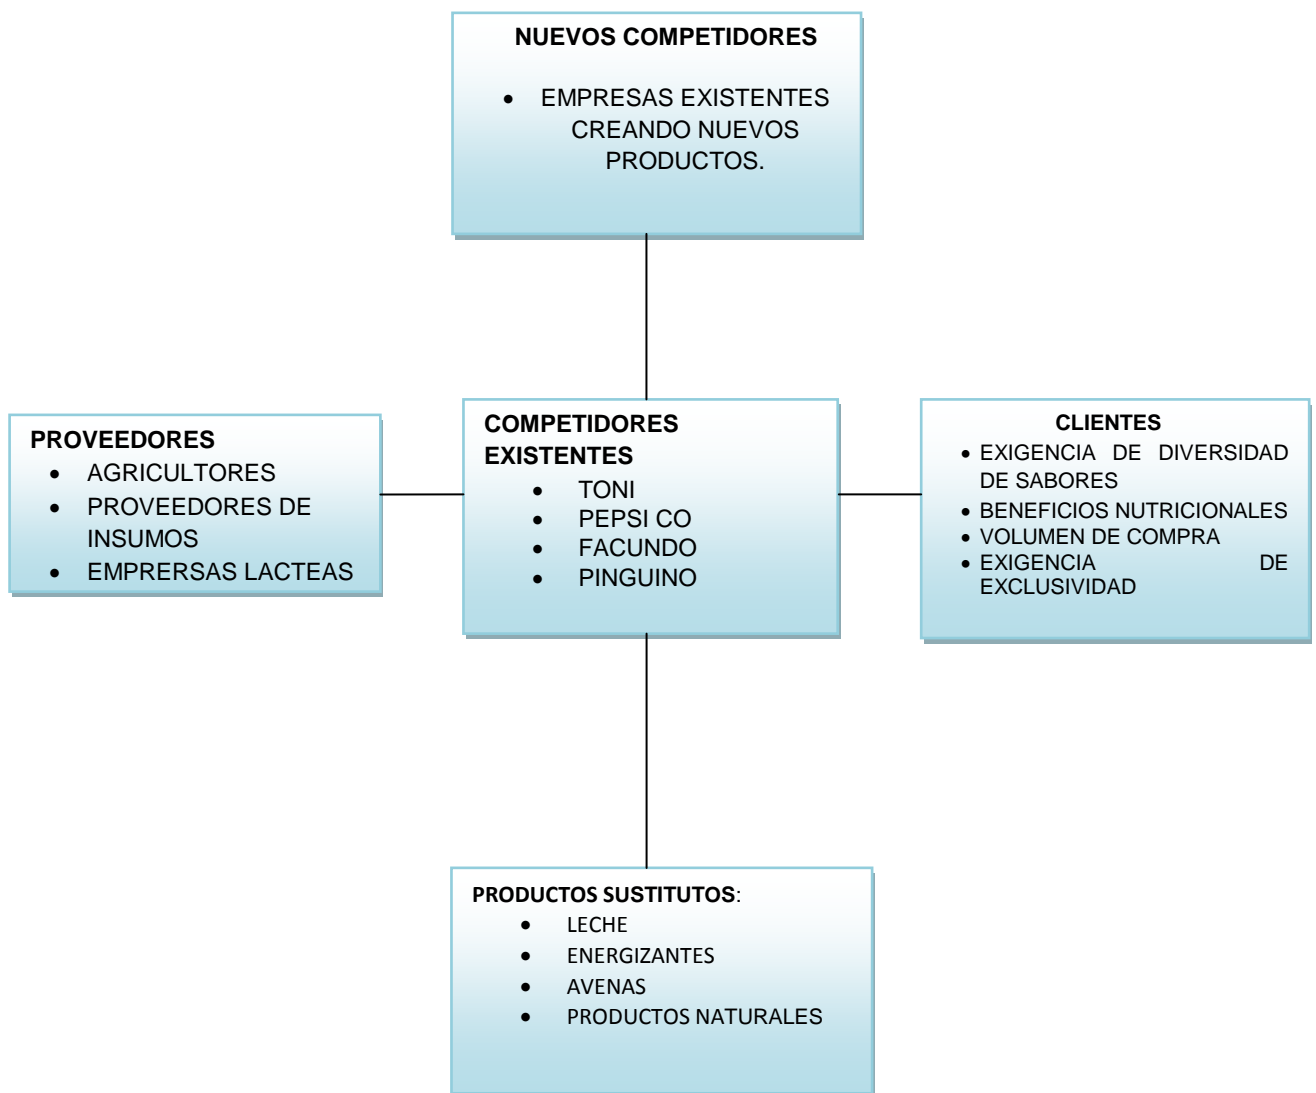 NUEVOS COMPETIDORES
• EMPRESAS EXISTENTES
CREANDO NUEVOS
PRODUCTOS.
PROVEEDORES
• AGRICULTORES
• PROVEEDORES DE
INSUMOS
• EMPRERSAS LACTEAS
COMPETIDORES
EXISTENTES
• TONI
• PEPSI CO
• FACUNDO
• PINGUINO
CLIENTES
• EXIGENCIA DE DIVERSIDAD
DE SABORES
• BENEFICIOS NUTRICIONALES
• VOLUMEN DE COMPRA
• EXIGENCIA DE
EXCLUSIVIDAD
PRODUCTOS SUSTITUTOS:
• LECHE
• ENERGIZANTES
• AVENAS
• PRODUCTOS NATURALES